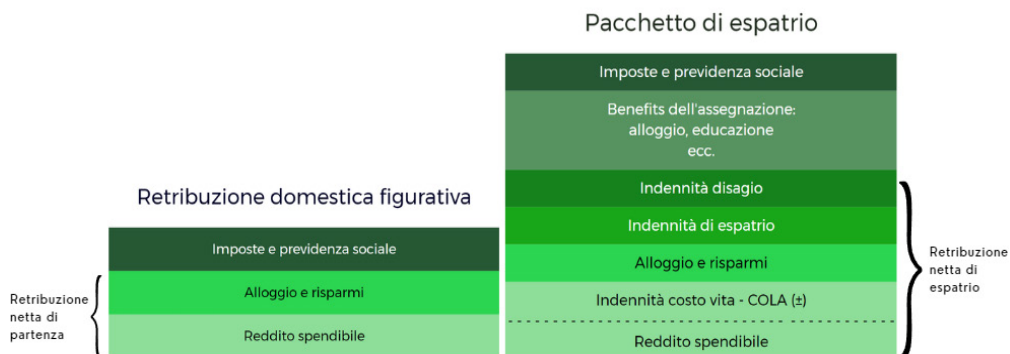 Pacchetto di espatrio
Imposte e previdenza sociale
Benefits dell'assegnazione:
alloggio, educazione
ecc.
Indennità disagio
Indennità di espatrio
Alloggio e risparmi
Indennità costo vita - COLA (±)
Reddito spendibile
Retribuzione
netta di
espatrio
Retribuzione domestica figurativa
Imposte e previdenza sociale
Alloggio e risparmi
Reddito spendibile
Retribuzione
netta di
partenza